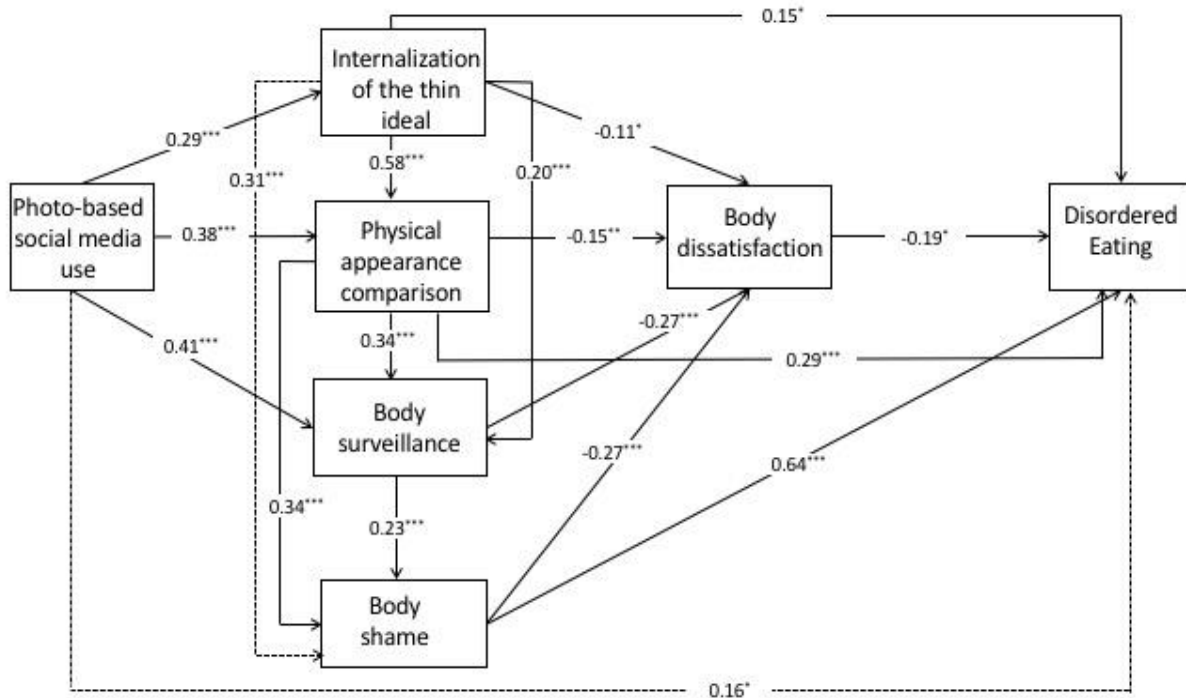 0.15*
Internalization
of the thin
ideal
0.29***
-0.11*
0.58***
0.20***
0.31***
Photo-based
social media
use
0.38***
Physical
appearance
comparison
-0.15**
Body
dissatisfaction
-0.19*
Disordered
Eating
0.41***
0.34***
-0.27***
0.29***
Body
surveillance
-0.27***
0.64***
0.34***
0.23***
Body
shame
0.16*